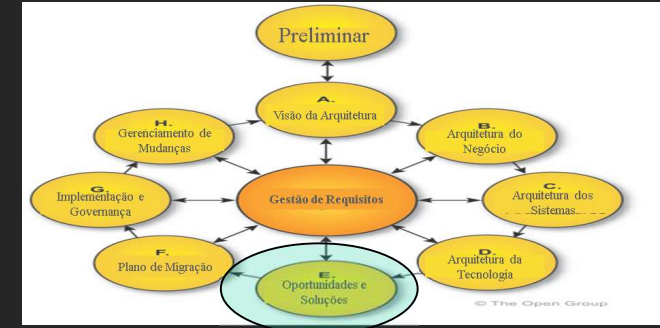 Preliminar
A.
Visão da Arquitetura
H.
Gerenciamento de
Mudanças
B.
Arquitetura do
Negócio
G.
Implementação e
Governança
Gestão de Requisitos
C.
Arquitetura dos
Sistemas
F.
Plano de Migração
E.
Oportunidades e
Soluções
D.
Arquitetura da
Tecnologia
© The Open Group